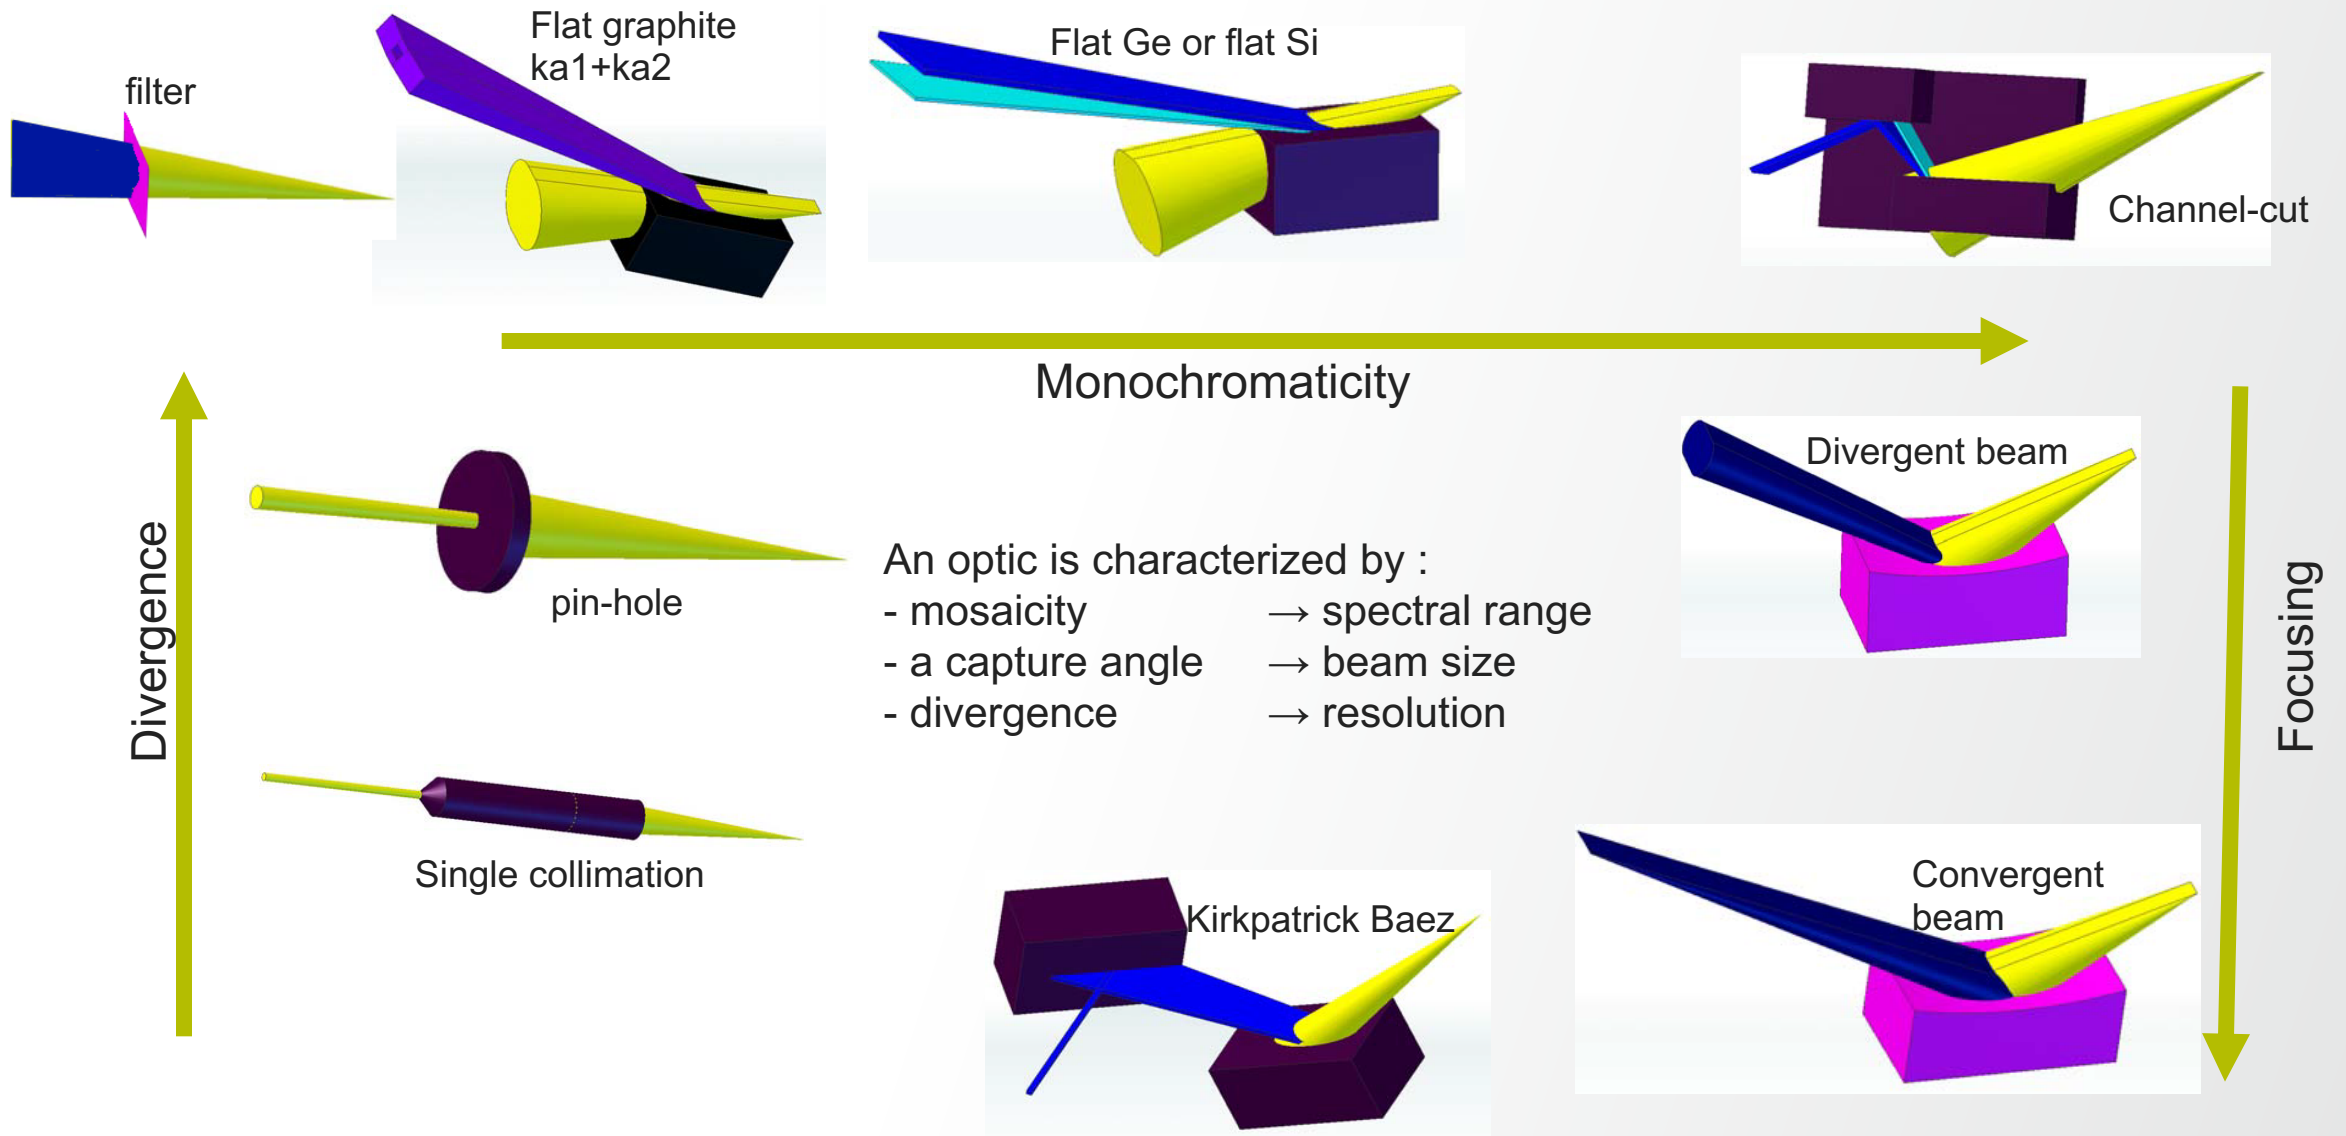 Flat graphite
ka1+ka2
Flat Ge or flat Si
filter
Channel-cut
Monochromaticity
Divergence
pin-hole
Single collimation
An optic is characterized by :
- mosaicity → spectral range
- a capture angle → beam size
- divergence → resolution
Divergent beam
Focusing
Kirkpatrick Baez
Convergent
beam